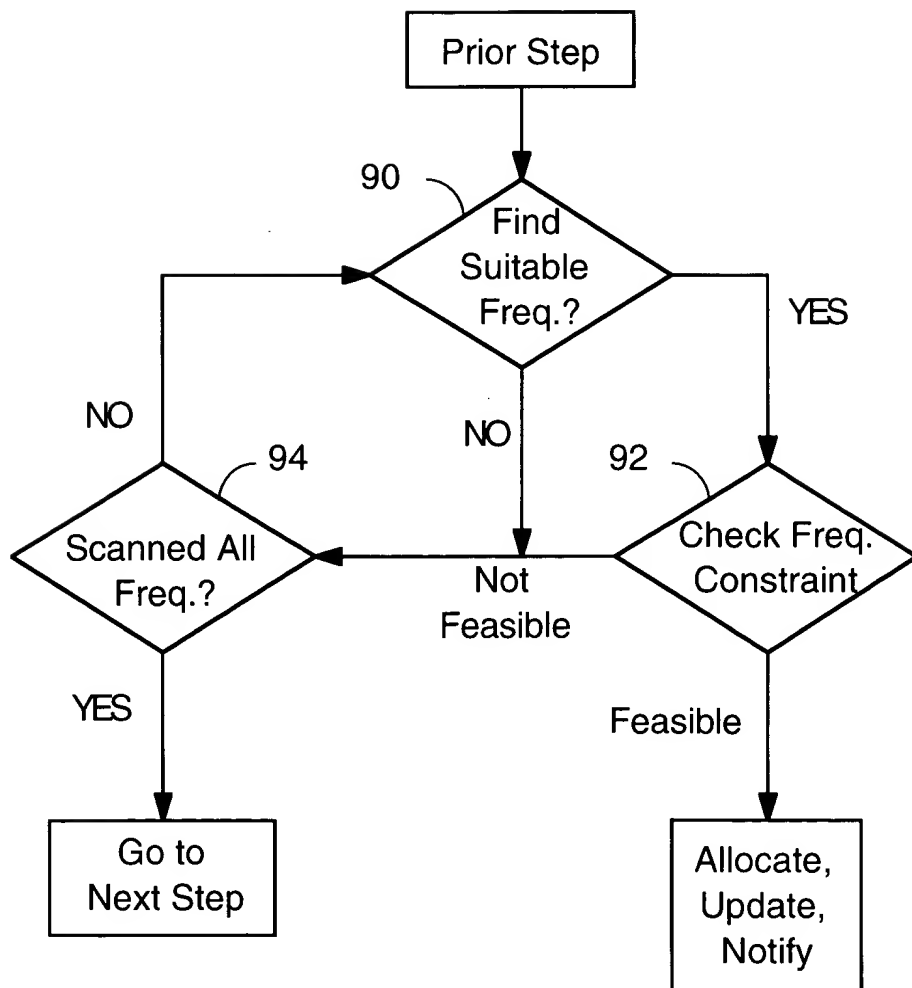 Prior Step
90
Find
Suitable
Freq.?
YES
NO
NO
94
92
Scanned All
Freq.?
Check Freq.
Constraint
Not
Feasible
YES
Feasible
Go to
Next Step
Allocate,
Update,
Notify